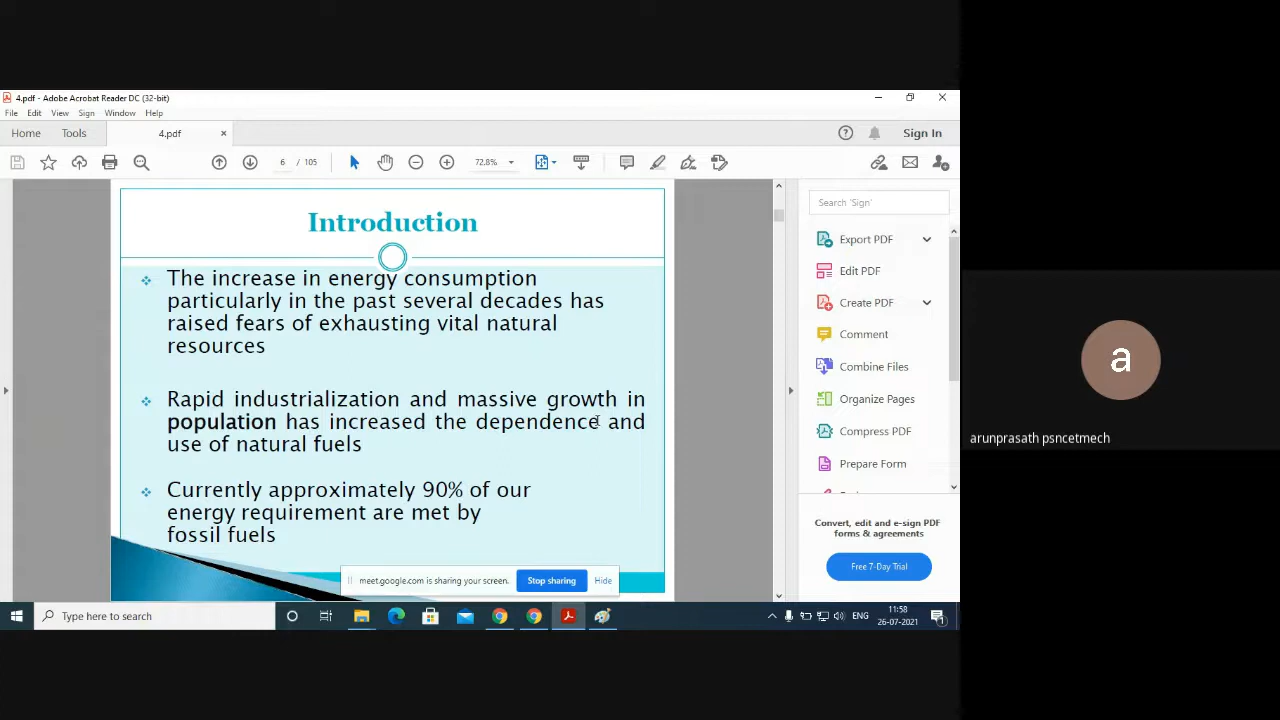 4.pdf - Adobe Acrobat Reader DC (32-bit)
File Edit View Sign Window Help
Home Tools 4.pdf × Sign In
6 / 105 72.8%
Introduction
The increase in energy consumption
particularly in the past several decades has
raised fears of exhausting vital natural
resources
Rapid industrialization and massive growth in
population has increased the dependence and
use of natural fuels
Currently approximately 90% of our
energy requirement are met by
fossil fuels
Search 'Sign'
Export PDF
Edit PDF
Create PDF
Comment
Combine Files
Organize Pages
Compress PDF
Prepare Form
Convert, edit and e-sign PDF
forms & agreements
Free 7-Day Trial
meet.google.com is sharing your screen. Stop sharing Hide
Type here to search
ENG
11:58
26-07-2021
1
a
arunprasath psncetmech